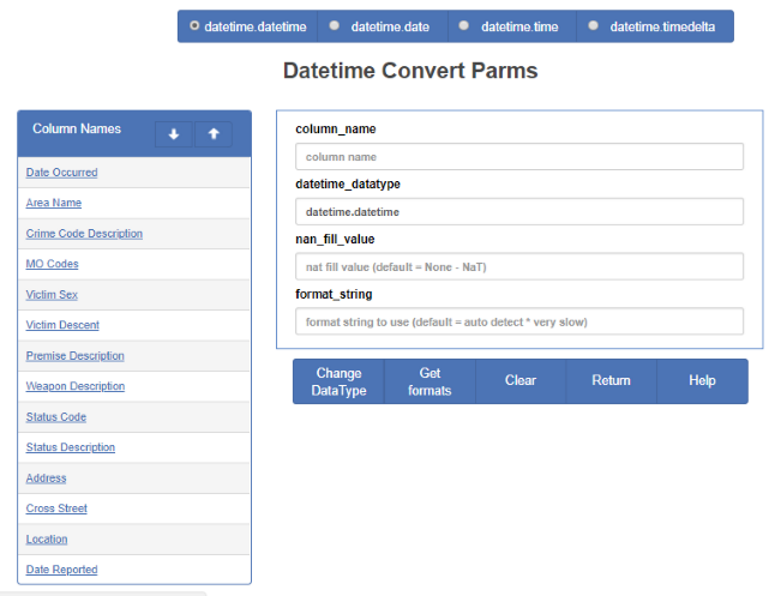 datetime.datetime datetime.date datetime.time datetime.timedelta
Datetime Convert Parms
Column Names
Date Occurred
Area Name
Crime Code Description
MO Codes
Victim Sex
Victim Descent
Premise Description
Weapon Description
Status Code
Status Description
Address
Cross Street
Location
Date Reported
column_name
column name
datetime_datatype
datetime.datetime
nan_fill_value
nat fill value (default = None - NaT)
format_string
format string to use (default = auto detect * very slow)
Change DataType
Get formats
Clear
Return
Help